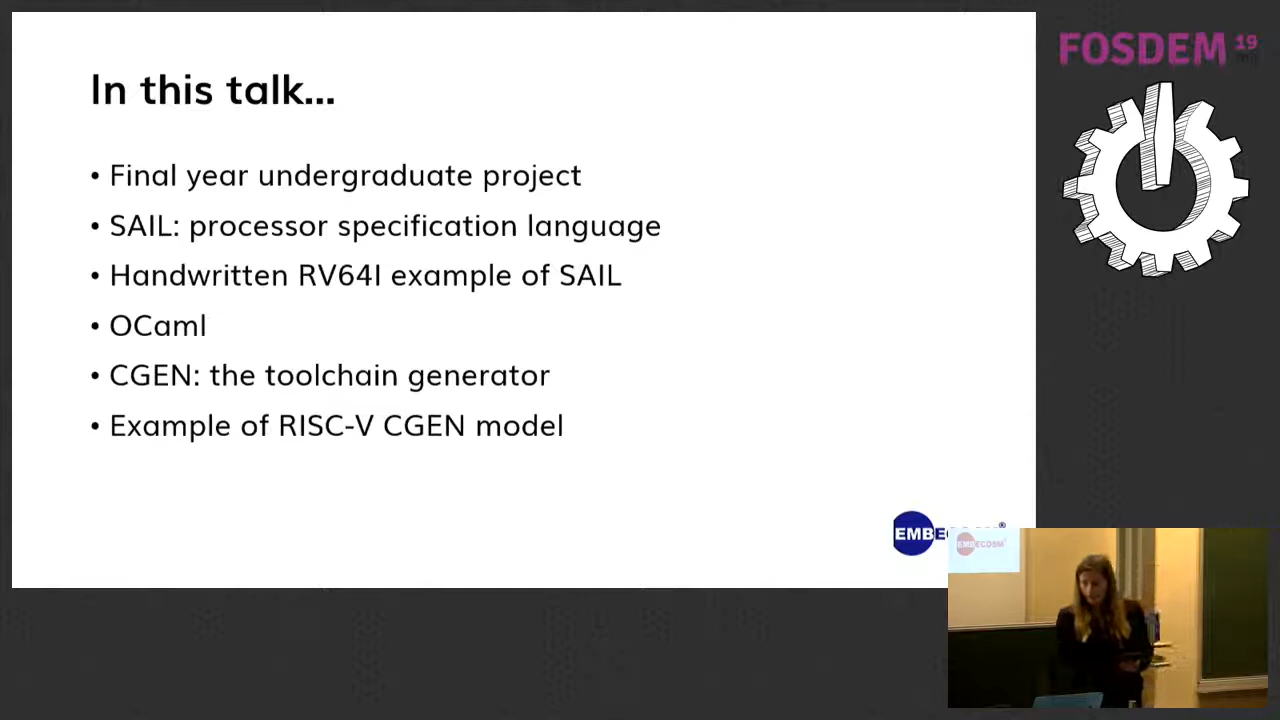 In this talk...
• Final year undergraduate project
• SAIL: processor specification language
• Handwritten RV64I example of SAIL
• OCaml
• CGEN: the toolchain generator
• Example of RISC-V CGEN model
FOSDEM 19
EMBECOSM®